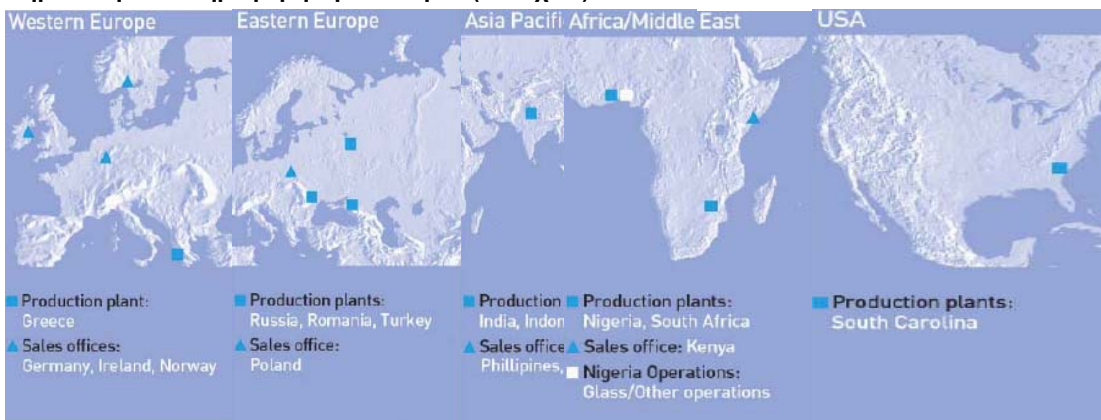 Western Europe
Eastern Europe
Asia Pacifi
Africa/Middle East
USA
Production plant:
Greece
Sales offices:
Germany, Ireland, Norway
Production plants:
Russia, Romania, Turkey
Sales office:
Poland
Production
India, Indon
Sales office
Phillipines,
Production plants:
Nigeria, South Africa
Sales office: Kenya
Nigeria Operations:
Glass/Other operations
Production plants:
South Carolina